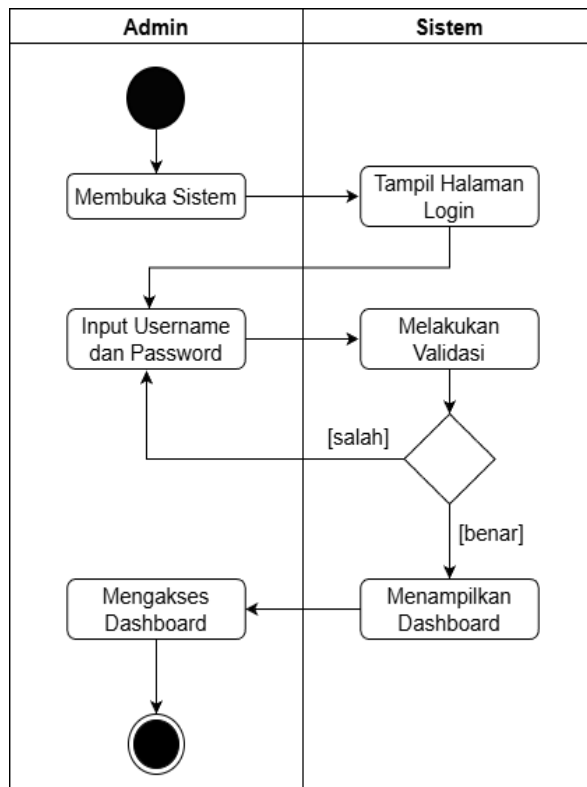 Admin
Sistem
Membuka Sistem
Tampil Halaman
Login
Input Username
dan Password
Melakukan
Validasi
[salah]
[benar]
Mengakses
Dashboard
Menampilkan
Dashboard